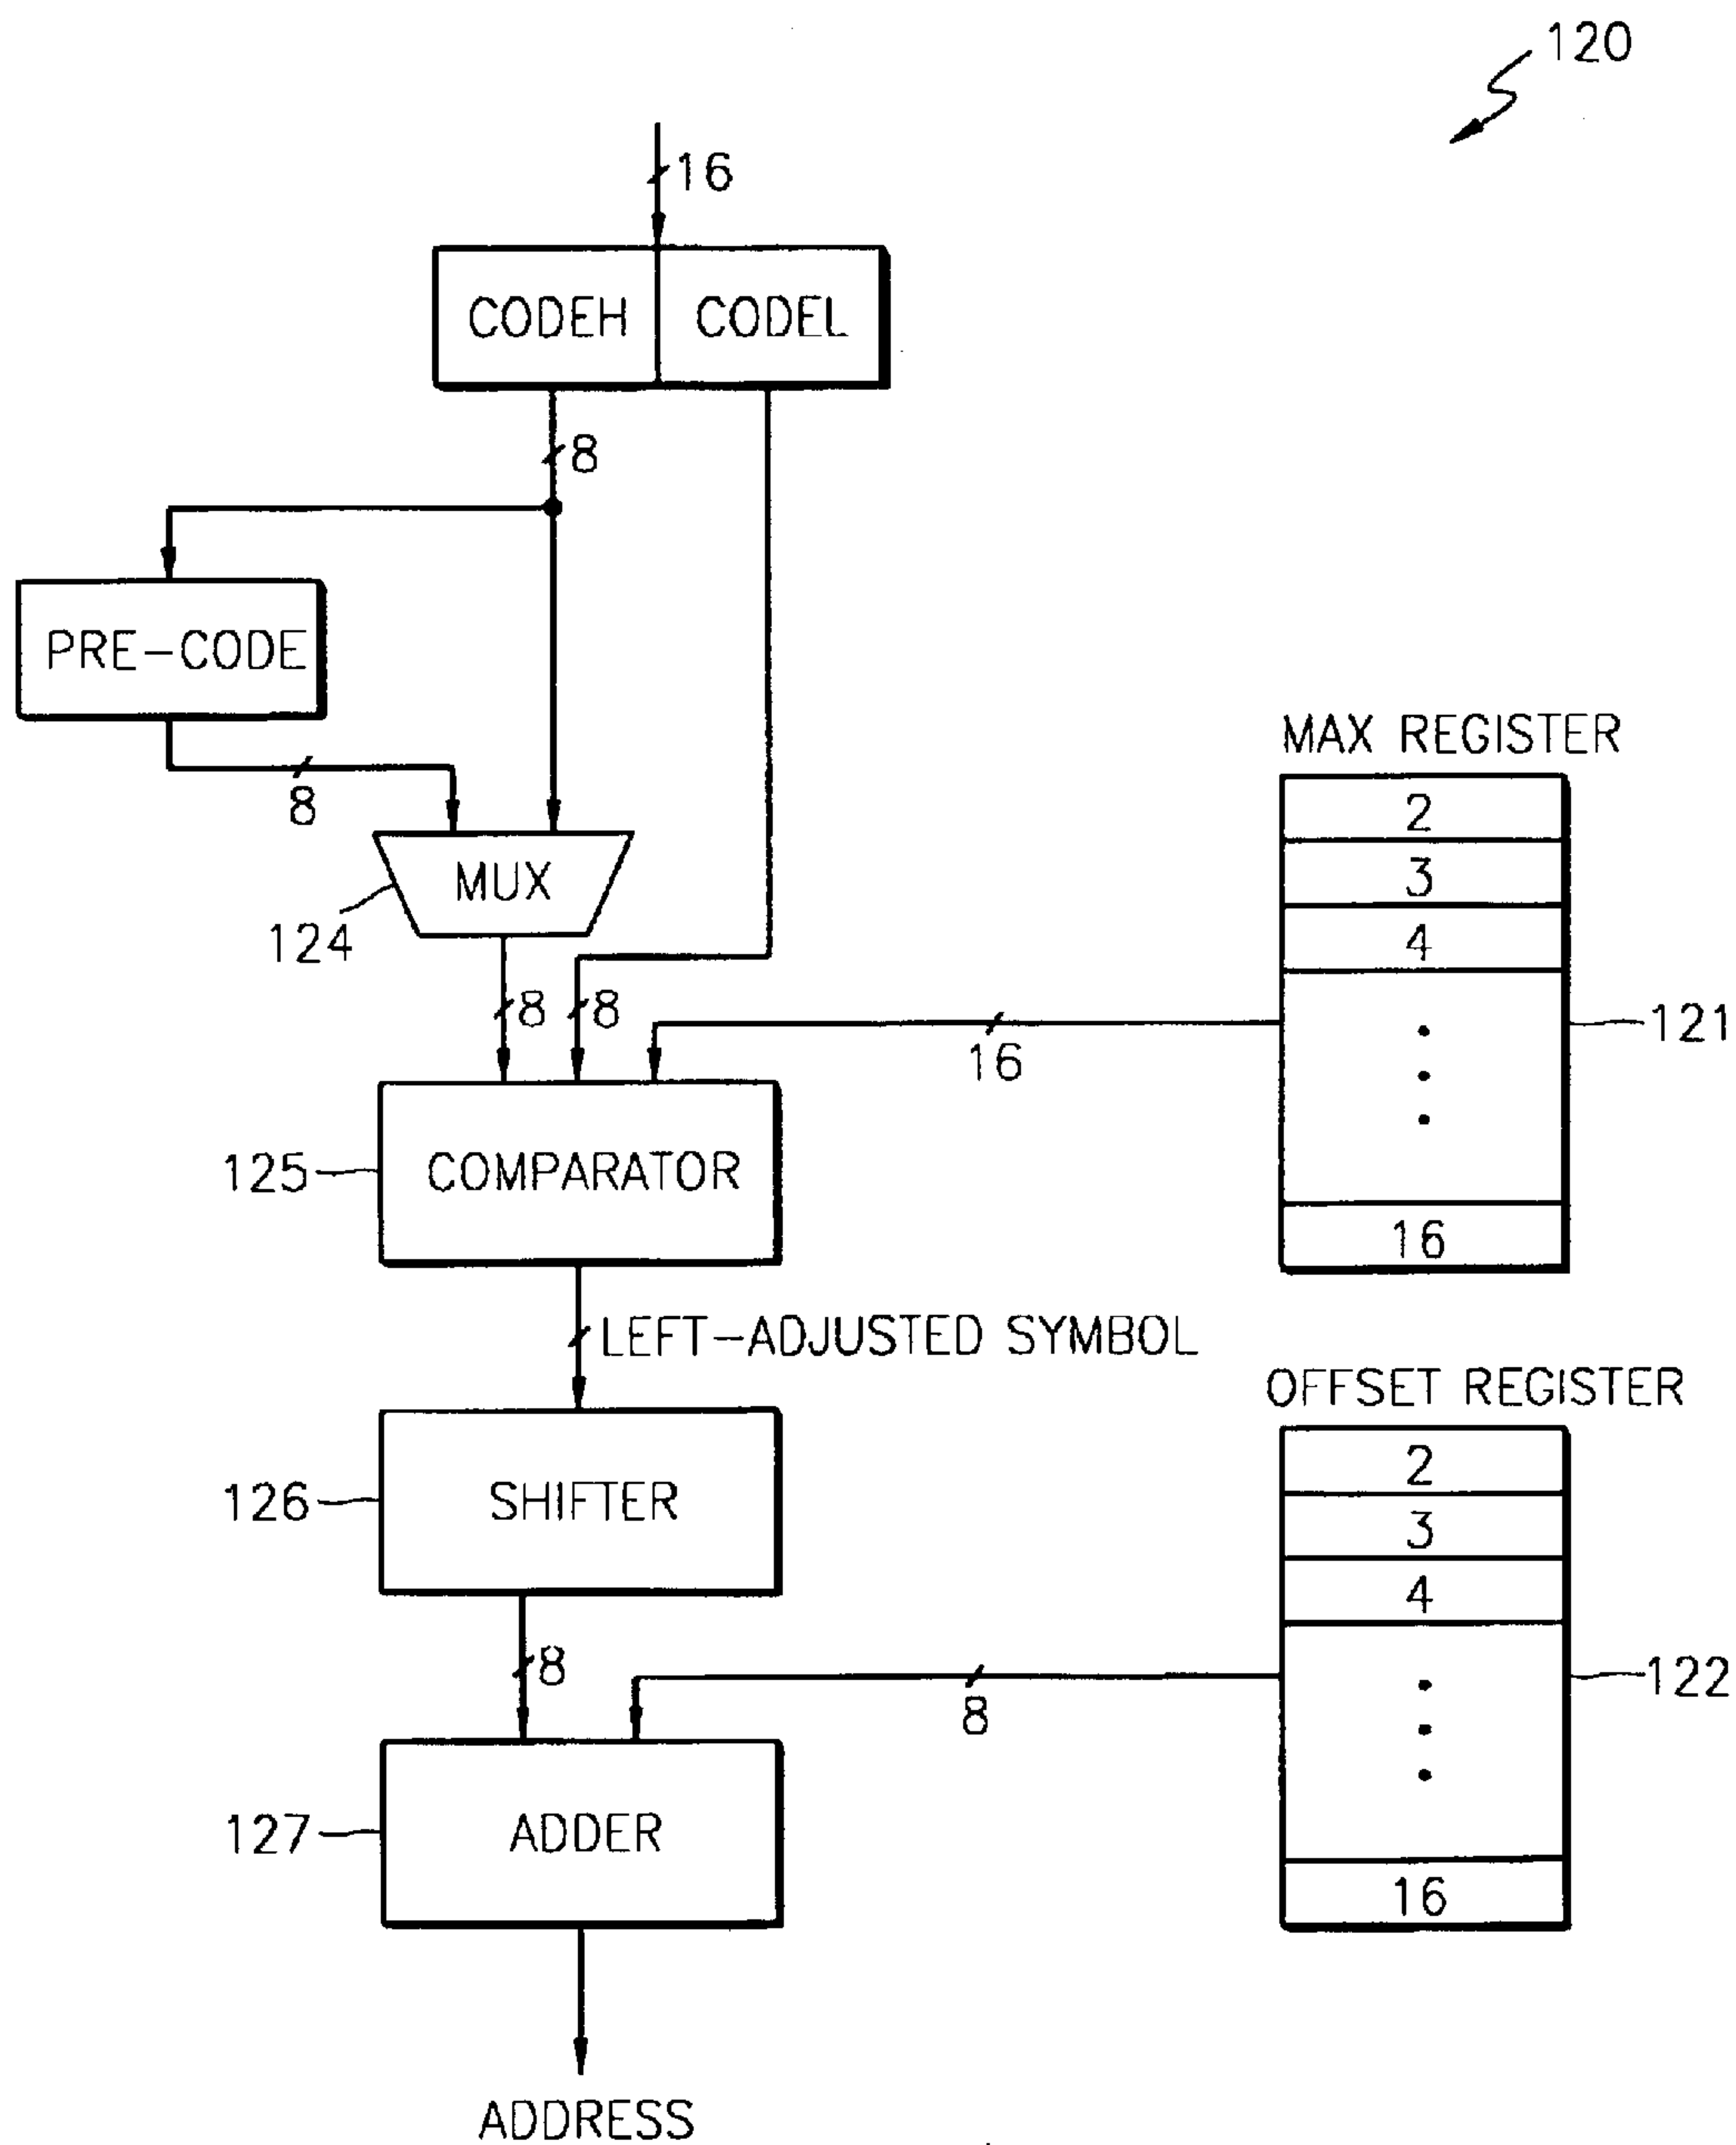 120
16
CODEH CODEL
8
PRE-CODE
8
MAX REGISTER
2
3
4
16
121
MUX
124
8 8
16
125
COMPARATOR
LEFT-ADJUSTED SYMBOL
OFFSET REGISTER
2
3
4
16
122
126
SHIFTER
8
8
127
ADDER
ADDRESS